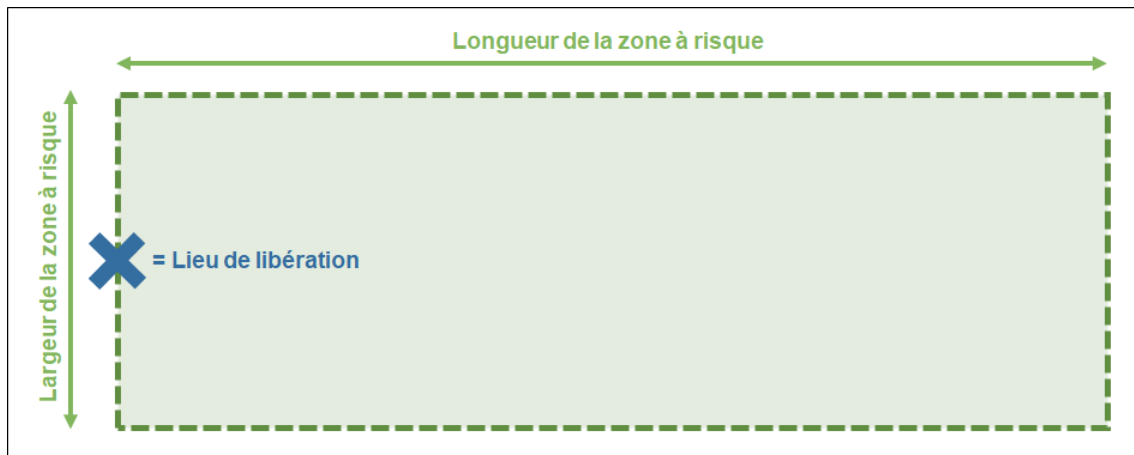 Longueur de la zone à risque
Largeur de la zone à risque
= Lieu de libération